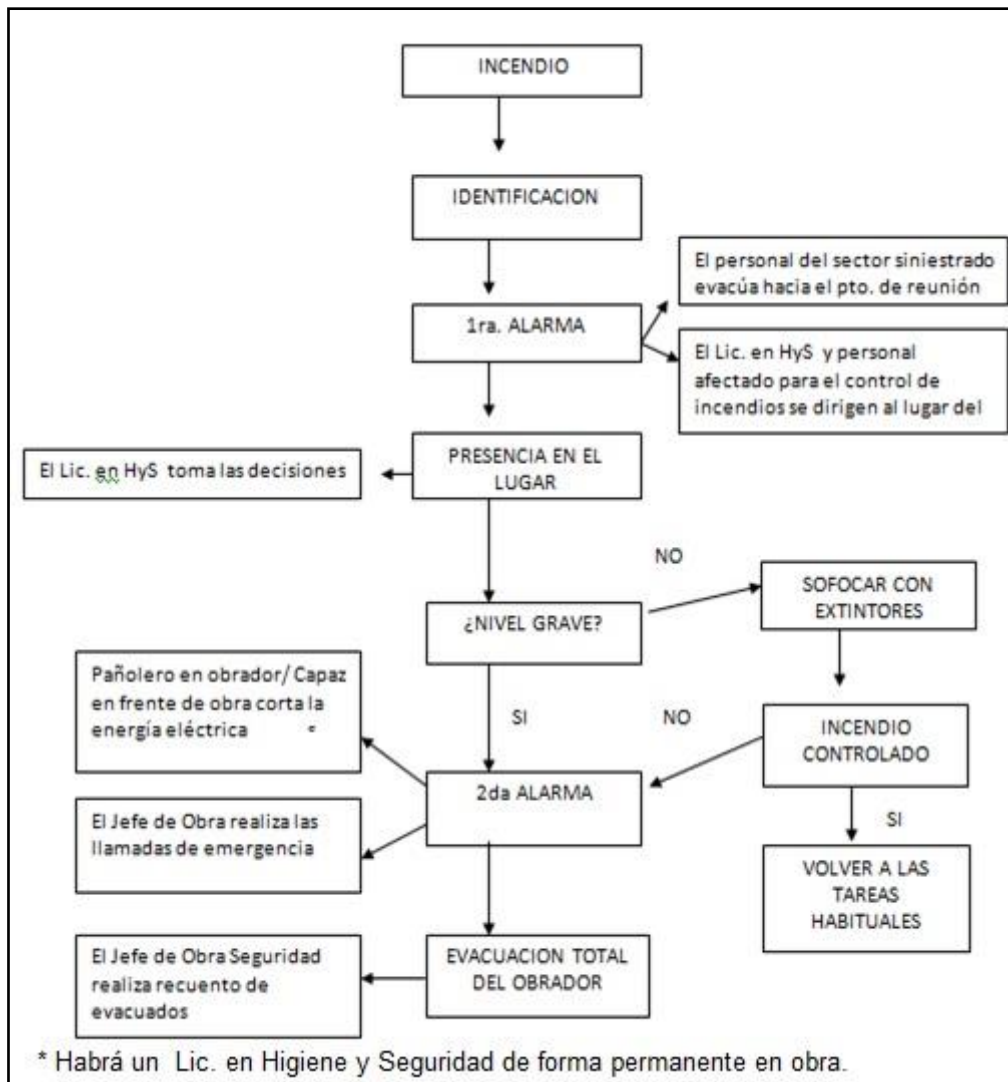 INCENDIO
IDENTIFICACION
El personal del sector siniestrado
evacúa hacia el pto. de reunión
1ra. ALARMA
El Lic. en HyS y personal
afectado para el control de
incendios se dirigen al lugar del
PRESENCIA EN EL
LUGAR
El Lic. en HyS toma las decisiones
NO
SOFOCAR CON
EXTINTORES
¿NIVEL GRAVE?
Pañolero en obrador/ Capaz
en frente de obra corta la
energía eléctrica
SI
NO
INCENDIO
CONTROLADO
2da ALARMA
El Jefe de Obra realiza las
llamadas de emergencia
SI
VOLVER A LAS
TAREAS
HABITUALES
El Jefe de Obra Seguridad
realiza recuento de
evacuados
EVACUACION TOTAL
DEL OBRADOR
* Habrá un Lic. en Higiene y Seguridad de forma permanente en obra.